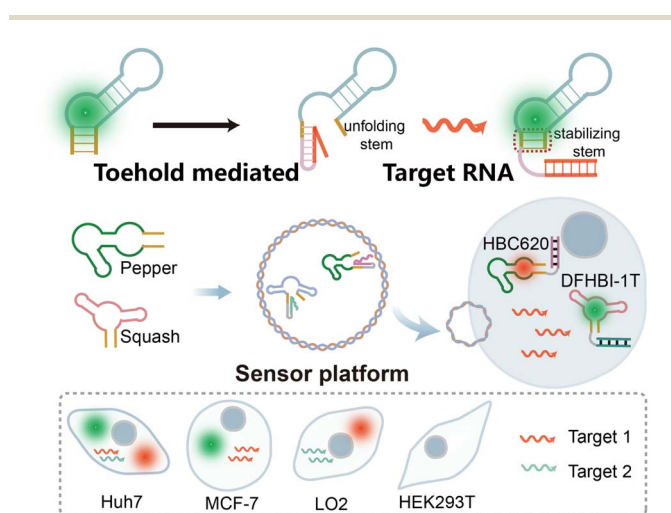 unfolding
stem
stabilizing
stem
Toehold mediated
Target RNA
Pepper
Squash
HBC620
DFHBI-1T
Sensor platform
Target 1
Target 2
Huh7
MCF-7
LO2
HEK293T